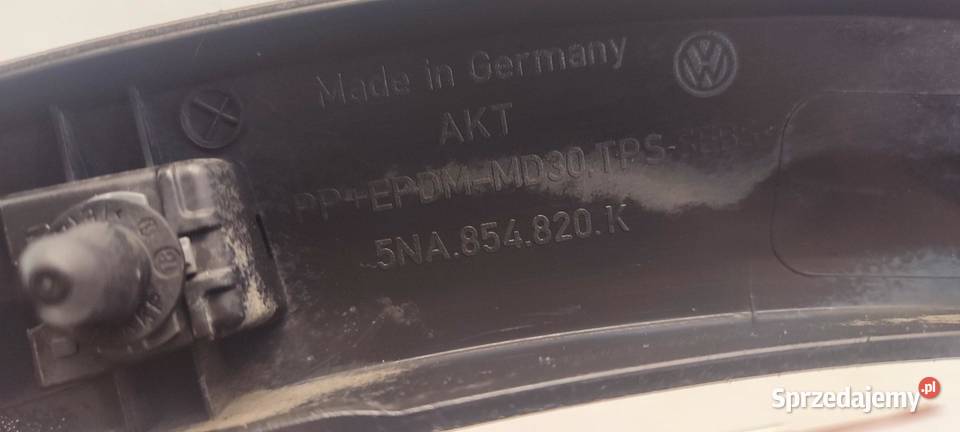 Made in Germany
AKT
PP+EPDM-MD30.TPS-
5NA.854.820.K
Sprzedajemy.pl